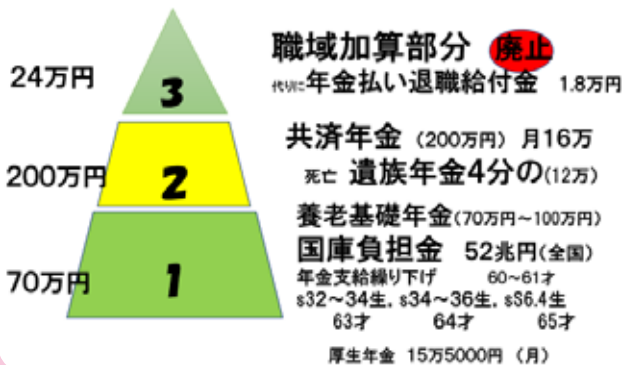 職域加算部分 廃止
24万円
3
代りに年金払い退職給付金 1.8万円
共済年金 (200万円) 月16万
200万円
2
死亡 遺族年金4分の(12万)
養老基礎年金(70万円~100万円)
国庫負担金 52兆円(全国)
70万円
1
年金支給繰り下げ 60~61才
s32~34生, s34~36生, s36.4生
63才 64才 65才
厚生年金 15万5000円 (月)